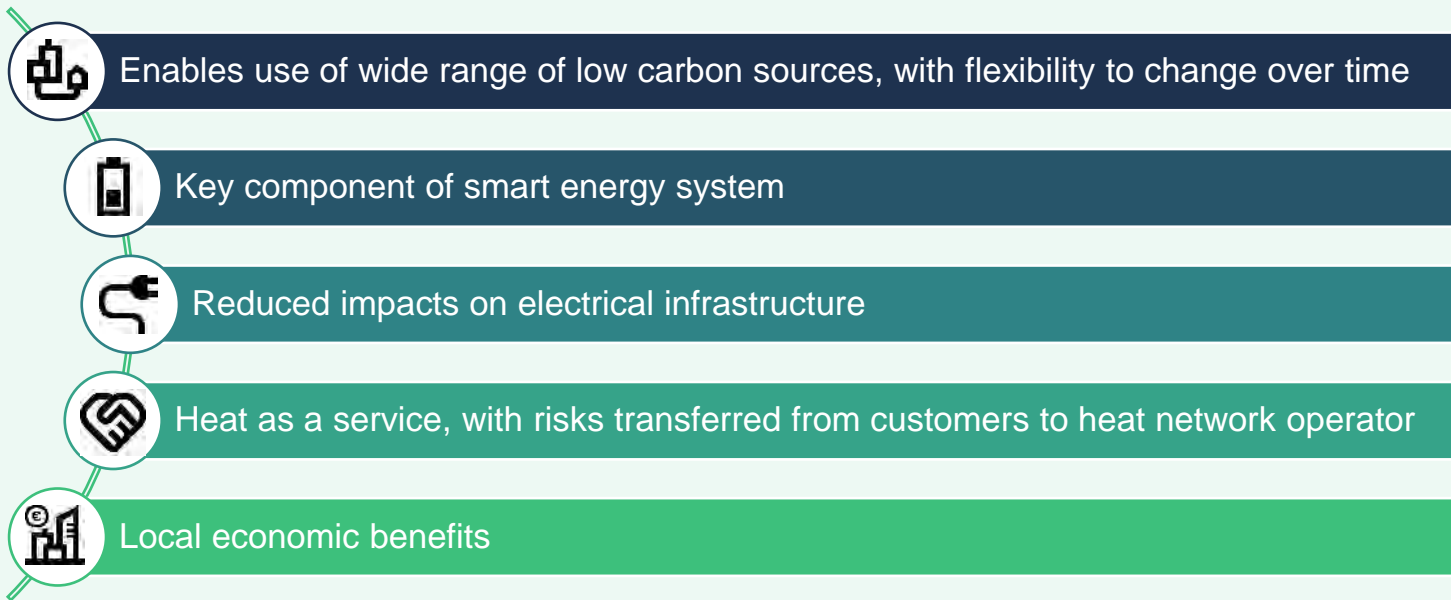 Enables use of wide range of low carbon sources, with flexibility to change over time
Key component of smart energy system
Reduced impacts on electrical infrastructure
Heat as a service, with risks transferred from customers to heat network operator
Local economic benefits